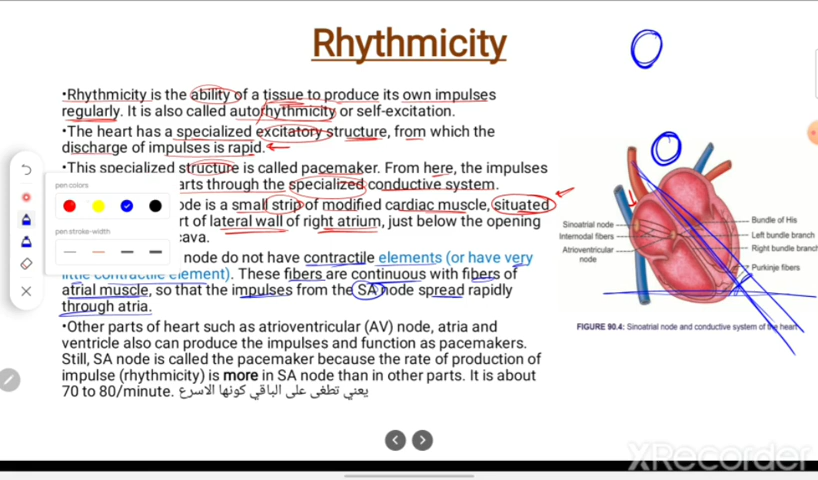 Rhythmicity
•Rhythmicity is the ability of a tissue to produce its own impulses
regularly. It is also called autorhythmicity or self-excitation.
•The heart has a specialized excitatory structure, from which the
discharge of impulses is rapid.
•This specialized structure is called pacemaker. From here, the impulses
arts through the specialized conductive system.
ode is a small strip of modified cardiac muscle, situated
rt of lateral wall of right atrium, just below the opening
cava.
node do not have contractile elements (or have very
little contractile element). These fibers are continuous with fibers of
atrial muscle, so that the impulses from the SA node spread rapidly
through atria.
•Other parts of heart such as atrioventricular (AV) node, atria and
ventricle also can produce the impulses and function as pacemakers.
Still, SA node is called the pacemaker because the rate of production of
impulse (rhythmicity) is more in SA node than in other parts. It is about
70 to 80/minute. يعني تطغى على الباقي كونها الاسرع
pen colors
pen stroke-width
Sinoatrial node
Internodal fibers
Atrioventricular
node
Bundle of His
Left bundle branch
Right bundle branch
Purkinje fibers
FIGURE 90.4: Sinoatrial node and conductive system of the heart
XRecorder